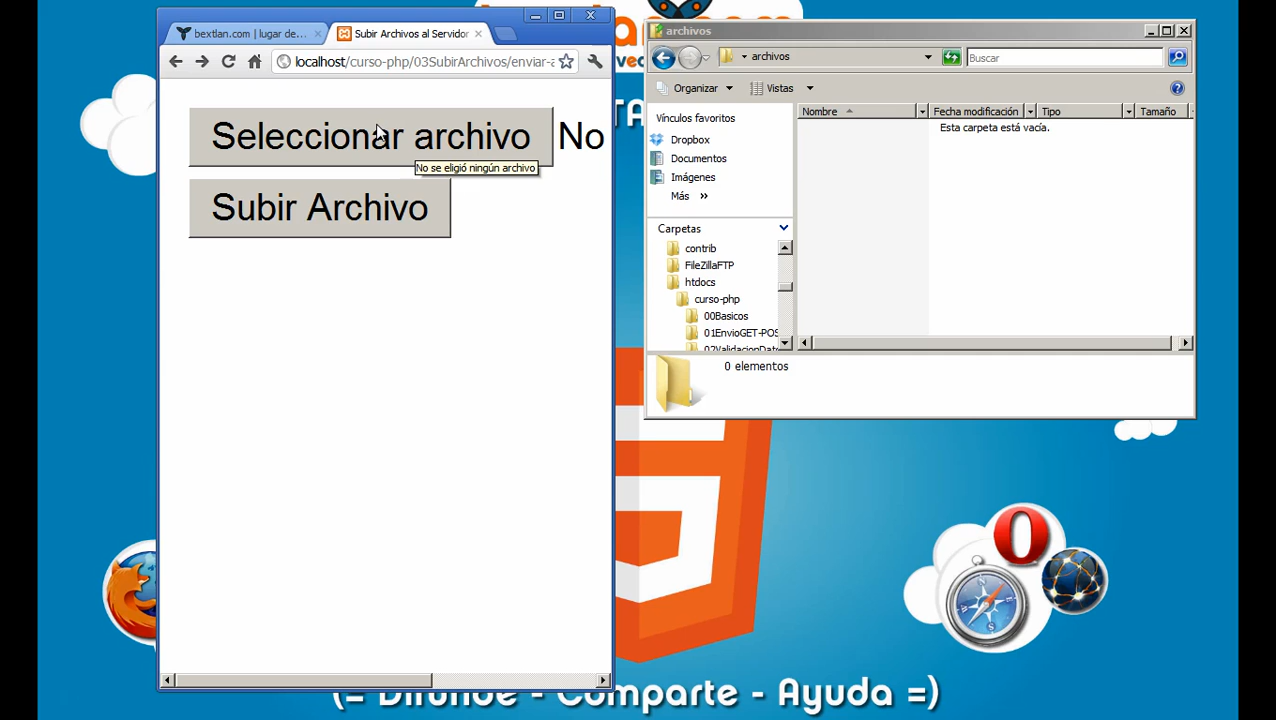 bextlan.com | lugar de...
Subir Archivos al Servidor
localhost/curso-php/03SubirArchivos/enviar-a
Seleccionar archivo No
No se eligió ningún archivo
Subir Archivo
archivos
archivos
Buscar
Organizar
Vistas
Vínculos favoritos
Dropbox
Documentos
Imágenes
Más
Carpetas
contrib
FileZillaFTP
htdocs
curso-php
00Basicos
01EnvioGET-POS
02ValidacionDat
Nombre
Fecha modificación
Tipo
Tamaño
Esta carpeta está vacía.
0 elementos
(= Difunde - Comparte - Ayuda =)